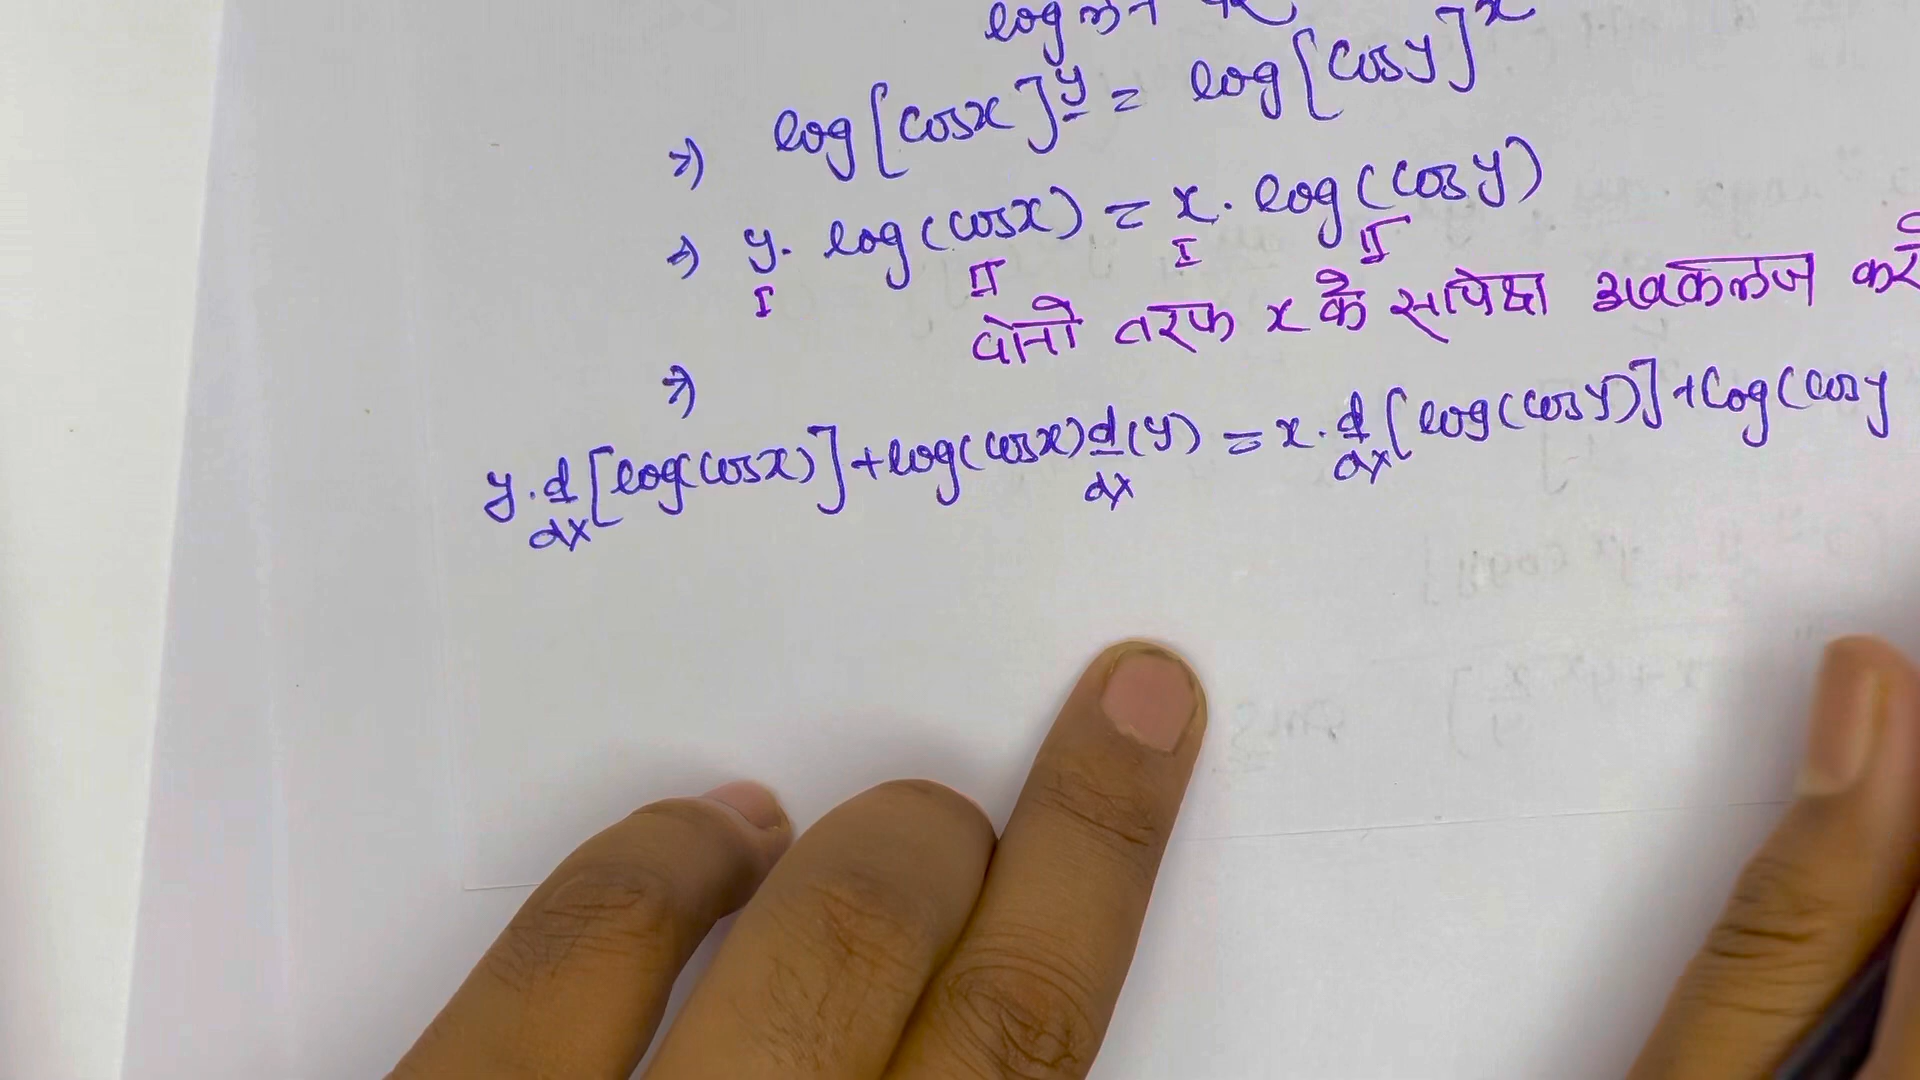 log
⇒ log[cosx]^y = log[cosy]^x
⇒ y. log(cosx) = x. log(cosy)
I II I II
दोनो तरफ x के सापेक्ष अवकलज करे
⇒
y. d/dx [log(cosx)] + log(cosx) d/dx (y) = x. d/dx [log(cosy)] + log(cosy